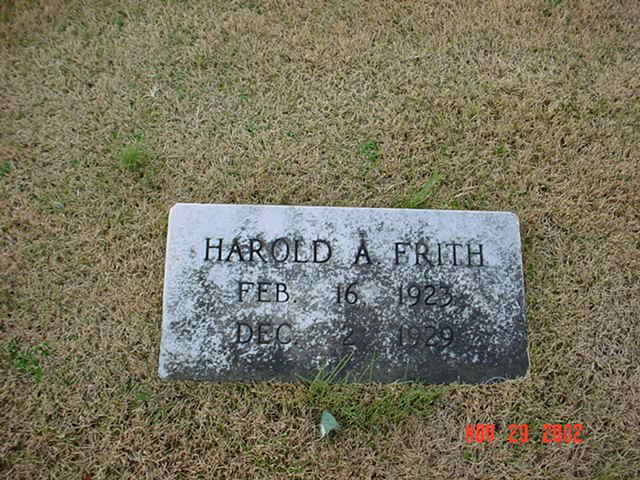 HAROLD A FRITH
FEB. 16 1923
DEC. 2 1929
NOV 29 2002